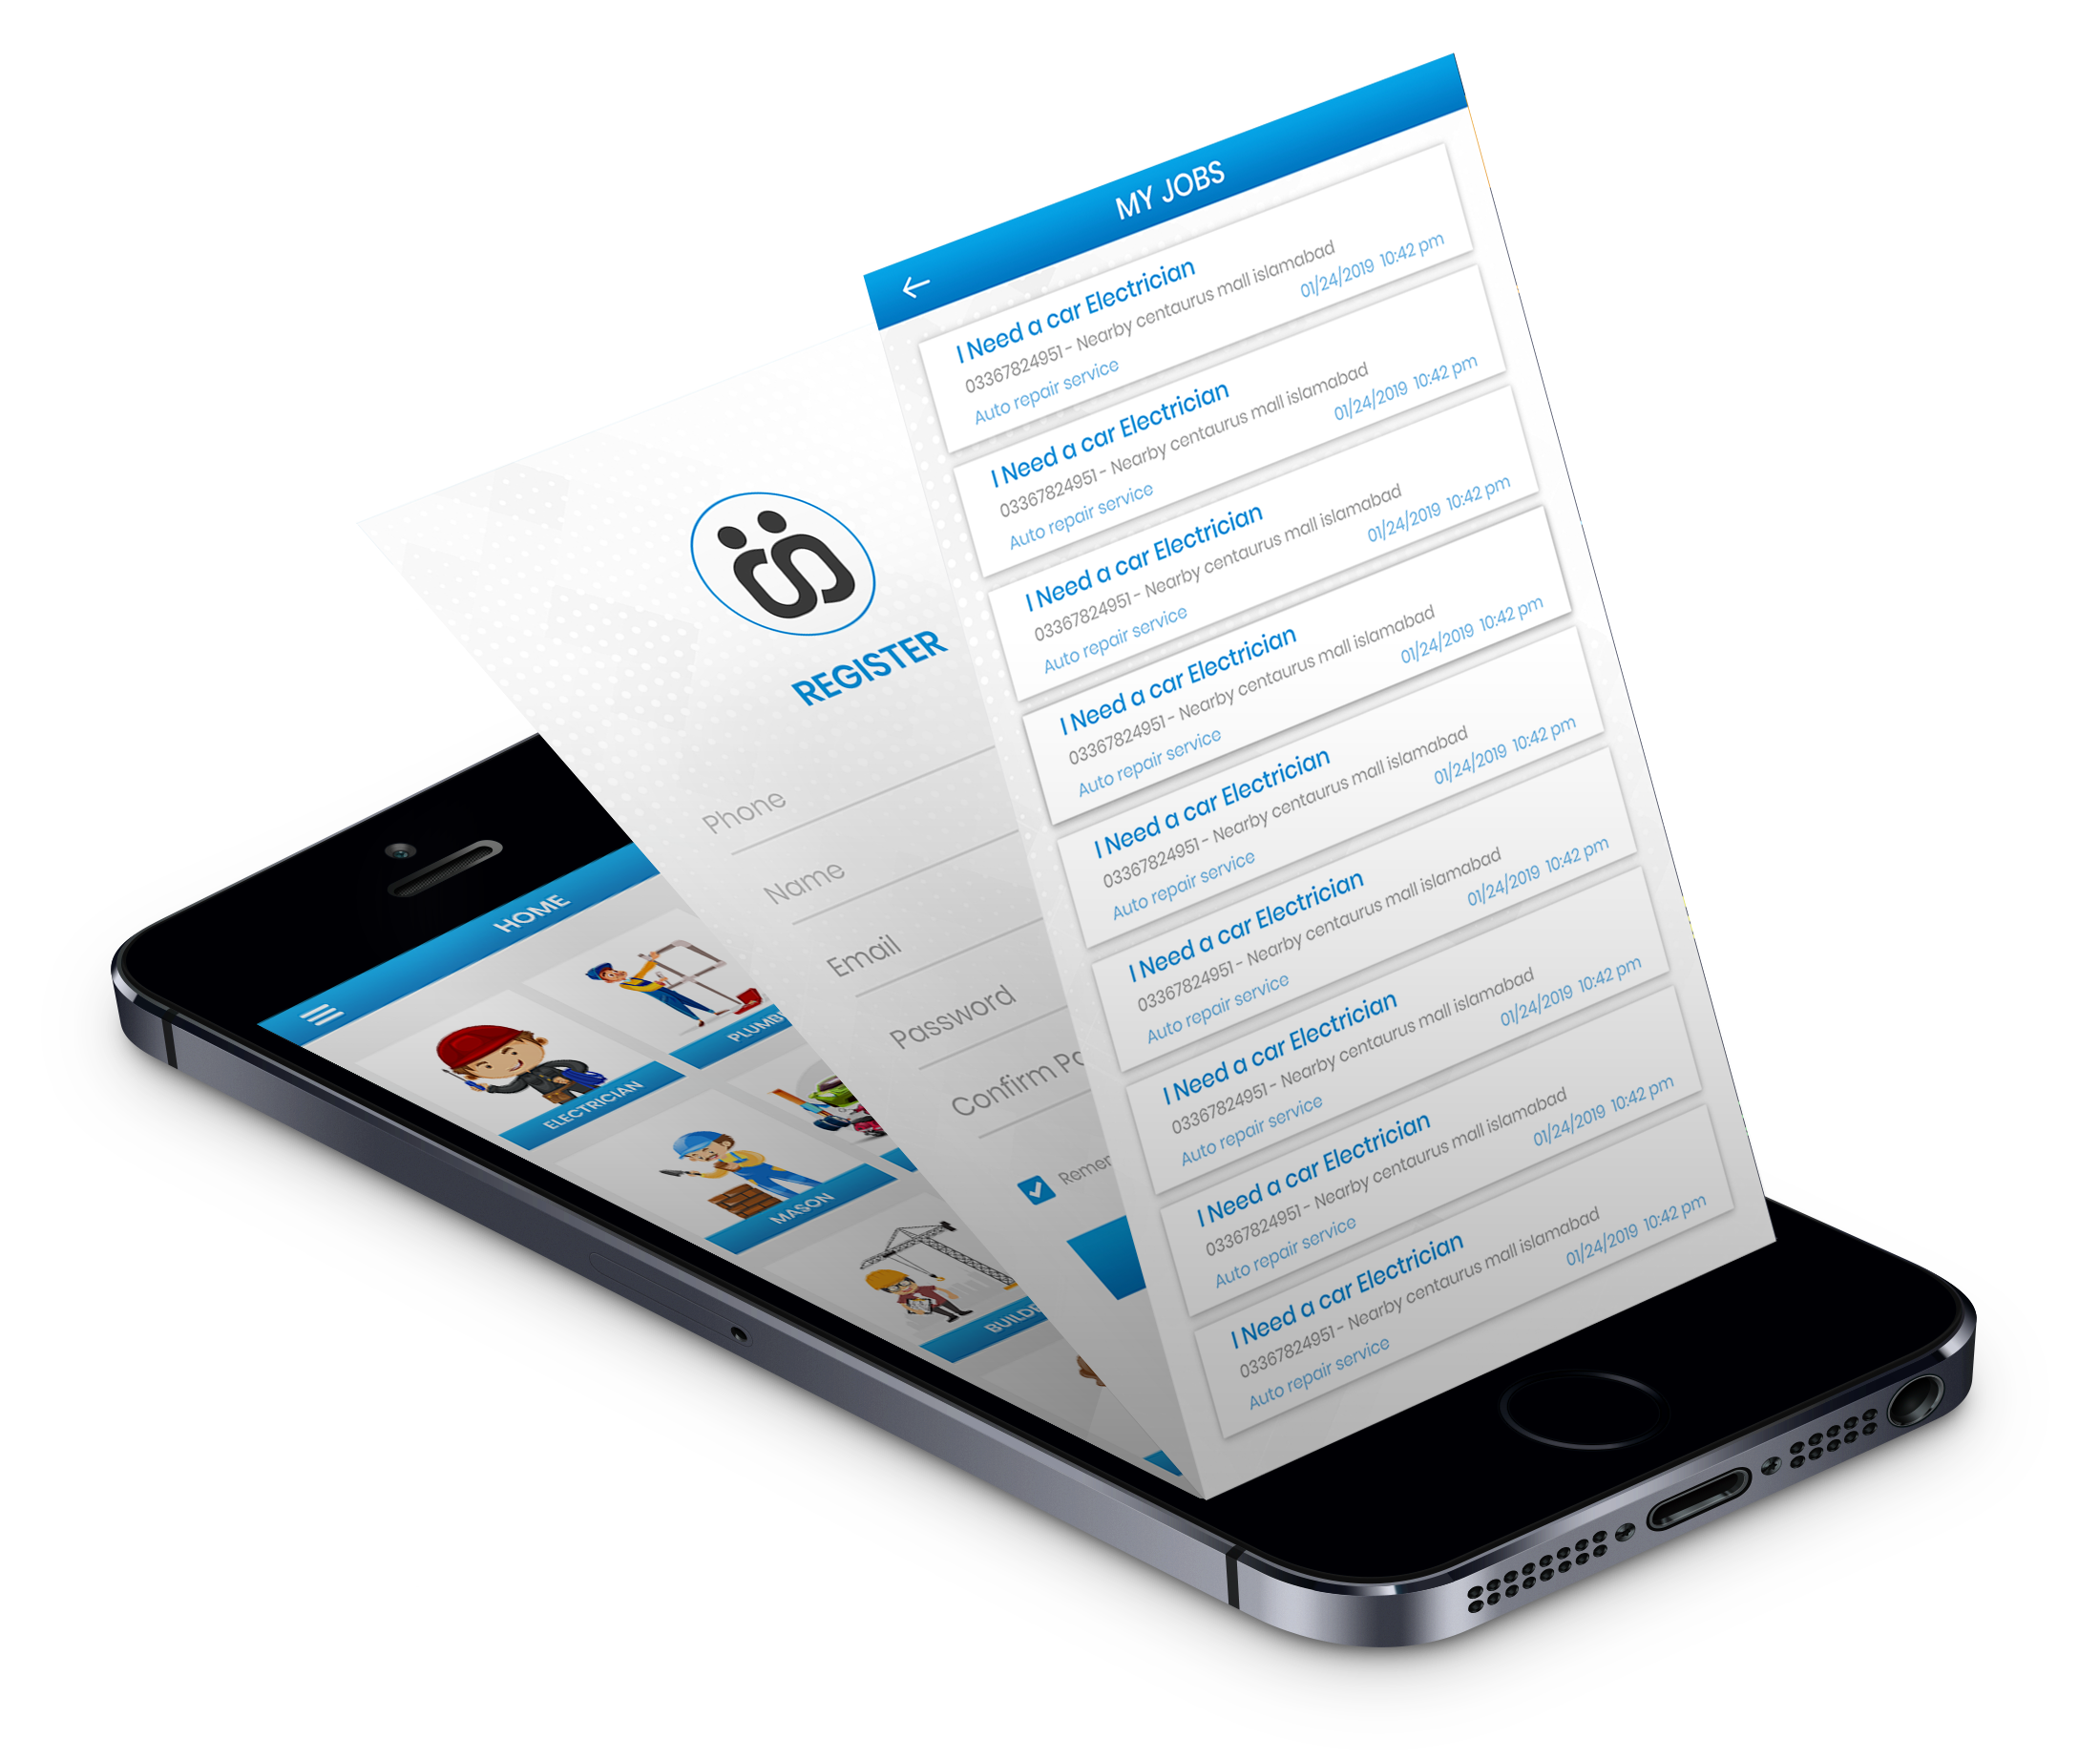 MY JOBS
I Need a car Electrician
03367824951 - Nearby centaurus mall islamabad
Auto repair service
01/24/2019 10:42 pm
I Need a car Electrician
03367824951 - Nearby centaurus mall islamabad
Auto repair service
01/24/2019 10:42 pm
I Need a car Electrician
03367824951 - Nearby centaurus mall islamabad
Auto repair service
01/24/2019 10:42 pm
I Need a car Electrician
03367824951 - Nearby centaurus mall islamabad
Auto repair service
01/24/2019 10:42 pm
I Need a car Electrician
03367824951 - Nearby centaurus mall islamabad
Auto repair service
01/24/2019 10:42 pm
I Need a car Electrician
03367824951 - Nearby centaurus mall islamabad
Auto repair service
01/24/2019 10:42 pm
I Need a car Electrician
03367824951 - Nearby centaurus mall islamabad
Auto repair service
01/24/2019 10:42 pm
I Need a car Electrician
03367824951 - Nearby centaurus mall islamabad
Auto repair service
01/24/2019 10:42 pm
I Need a car Electrician
03367824951 - Nearby centaurus mall islamabad
Auto repair service
01/24/2019 10:42 pm
REGISTER
Phone
Name
Email
Password
Confirm
HOME
ELECTRICIAN
MASON